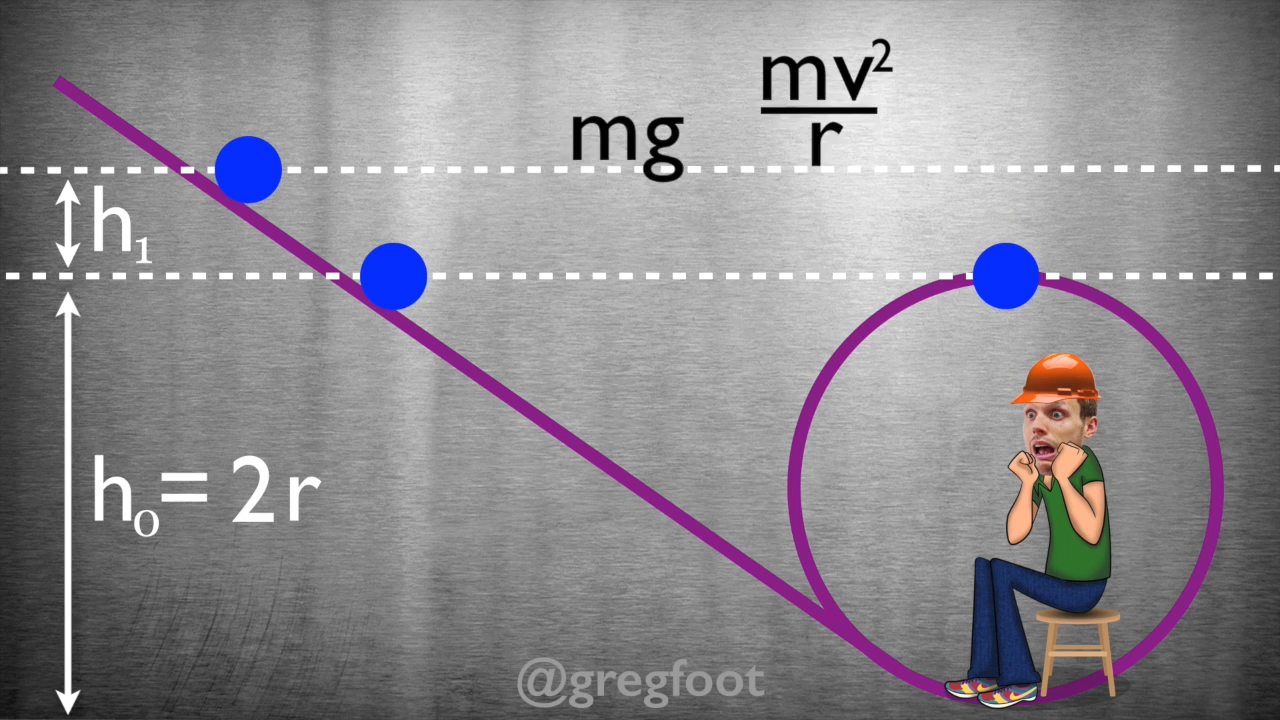 mg mv²/r
h₁
h₀ = 2r
@gregfoot